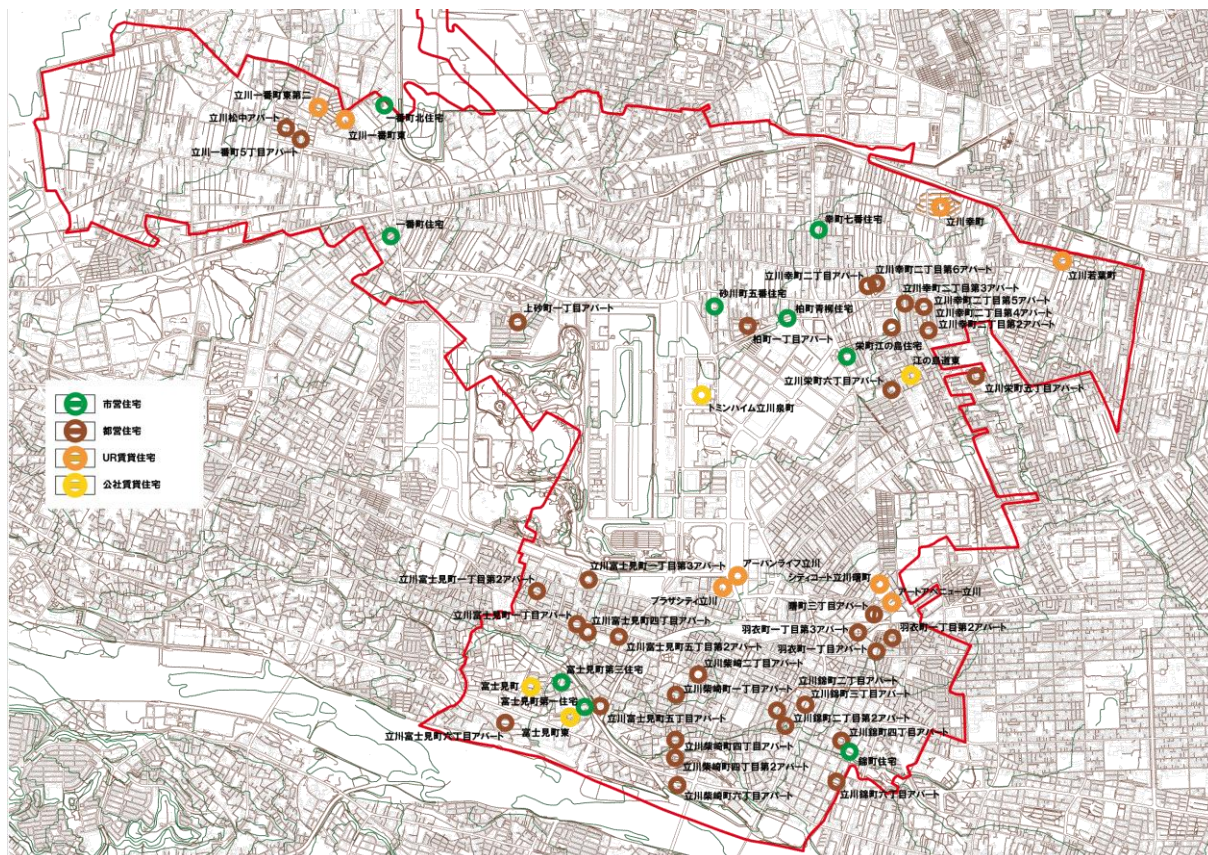 立川一番町東第二
立川松中アパート
一番町北住宅
立川一番町東
立川一番町5丁目アパート
一番町住宅
幸町七番住宅
立川幸町
立川若葉町
立川幸町二丁目アパート
立川幸町二丁目第6アパート
立川幸町二丁目第3アパート
立川幸町二丁目第5アパート
立川幸町二丁目第4アパート
立川幸町二丁目第2アパート
砂川町五番住宅
柏町青柳住宅
上砂町一丁目アパート
柏町一丁目アパート
栄町江の島住宅
江の島道東
立川栄町六丁目アパート
立川栄町五丁目アパート
トミンハイム立川泉町
市営住宅
都営住宅
UR賃貸住宅
公社賃貸住宅
立川富士見町一丁目第3アパート
立川富士見町一丁目第2アパート
アーバンライフ立川
シティコート立川曙町
プラザシティ立川
アートアベニュー立川
曙町三丁目アパート
立川富士見町一丁目アパート
立川富士見町四丁目アパート
羽衣町一丁目第3アパート
羽衣町一丁目第2アパート
立川富士見町五丁目第2アパート
羽衣町一丁目アパート
立川柴崎町二丁目アパート
富士見町第三住宅
立川錦町二丁目アパート
富士見町
立川柴崎町一丁目アパート
立川錦町三丁目アパート
富士見町第一住宅
立川富士見町五丁目アパート
立川錦町二丁目第2アパート
立川富士見町六丁目アパート
富士見町東
立川錦町四丁目アパート
立川柴崎町四丁目アパート
錦町住宅
立川柴崎町四丁目第2アパート
立川錦町六丁目アパート
立川柴崎町六丁目アパート